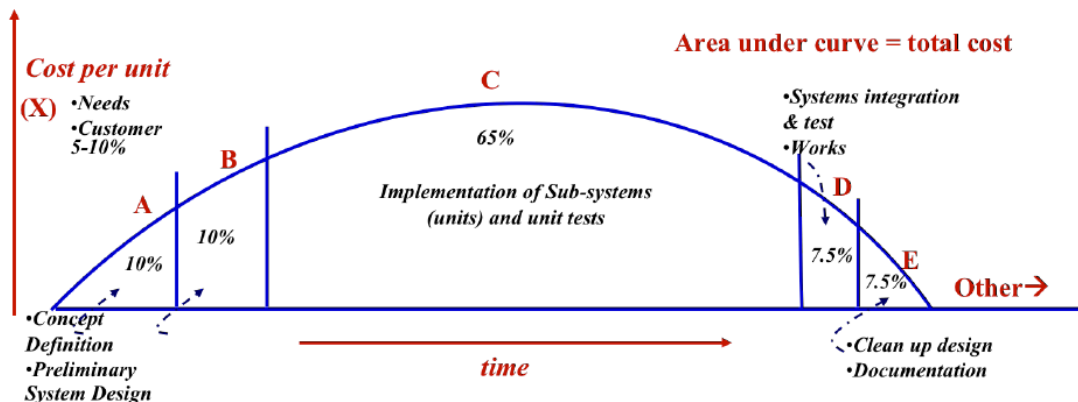 Area under curve = total cost
Cost per unit
(X)
•Needs
•Customer
5-10%
C
•Systems integration
& test
•Works
65%
B
Implementation of Sub-systems
(units) and unit tests
A
D
10%
10%
7.5%
E
7.5%
Other→
•Concept
Definition
•Preliminary
System Design
time
•Clean up design
•Documentation